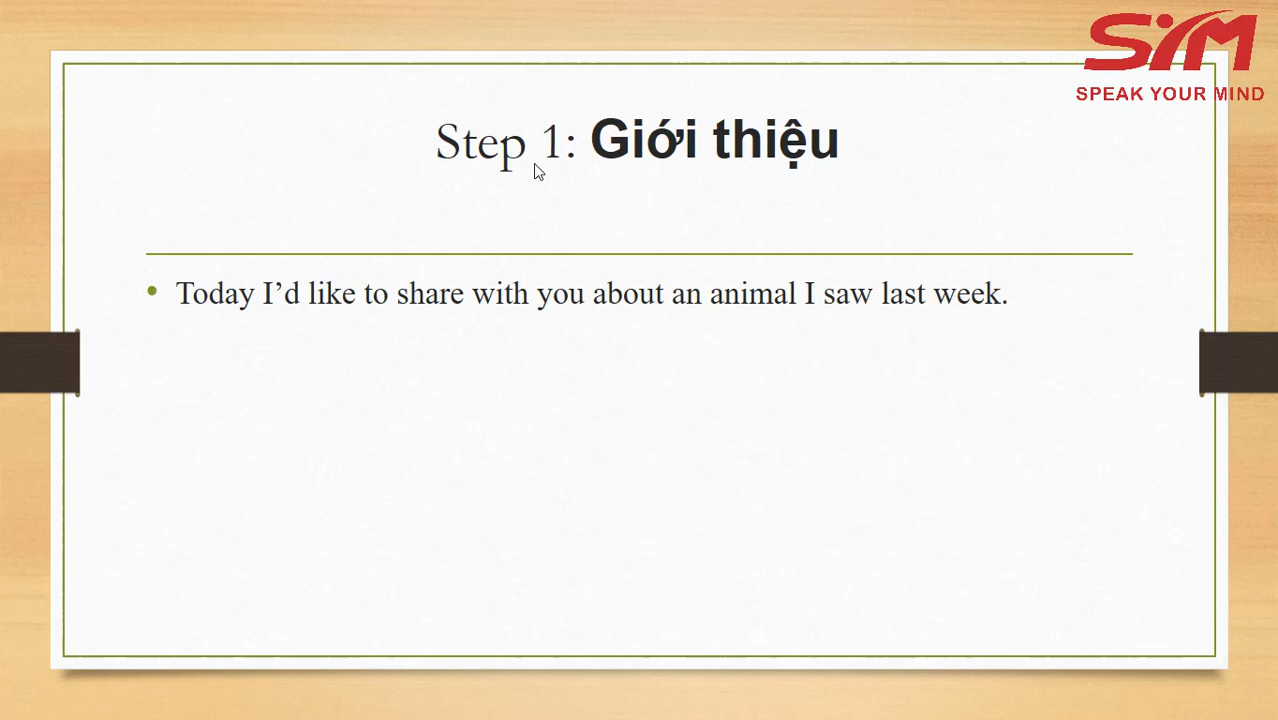 SYM
SPEAK YOUR MIND
Step 1: Giới thiệu
• Today I’d like to share with you about an animal I saw last week.